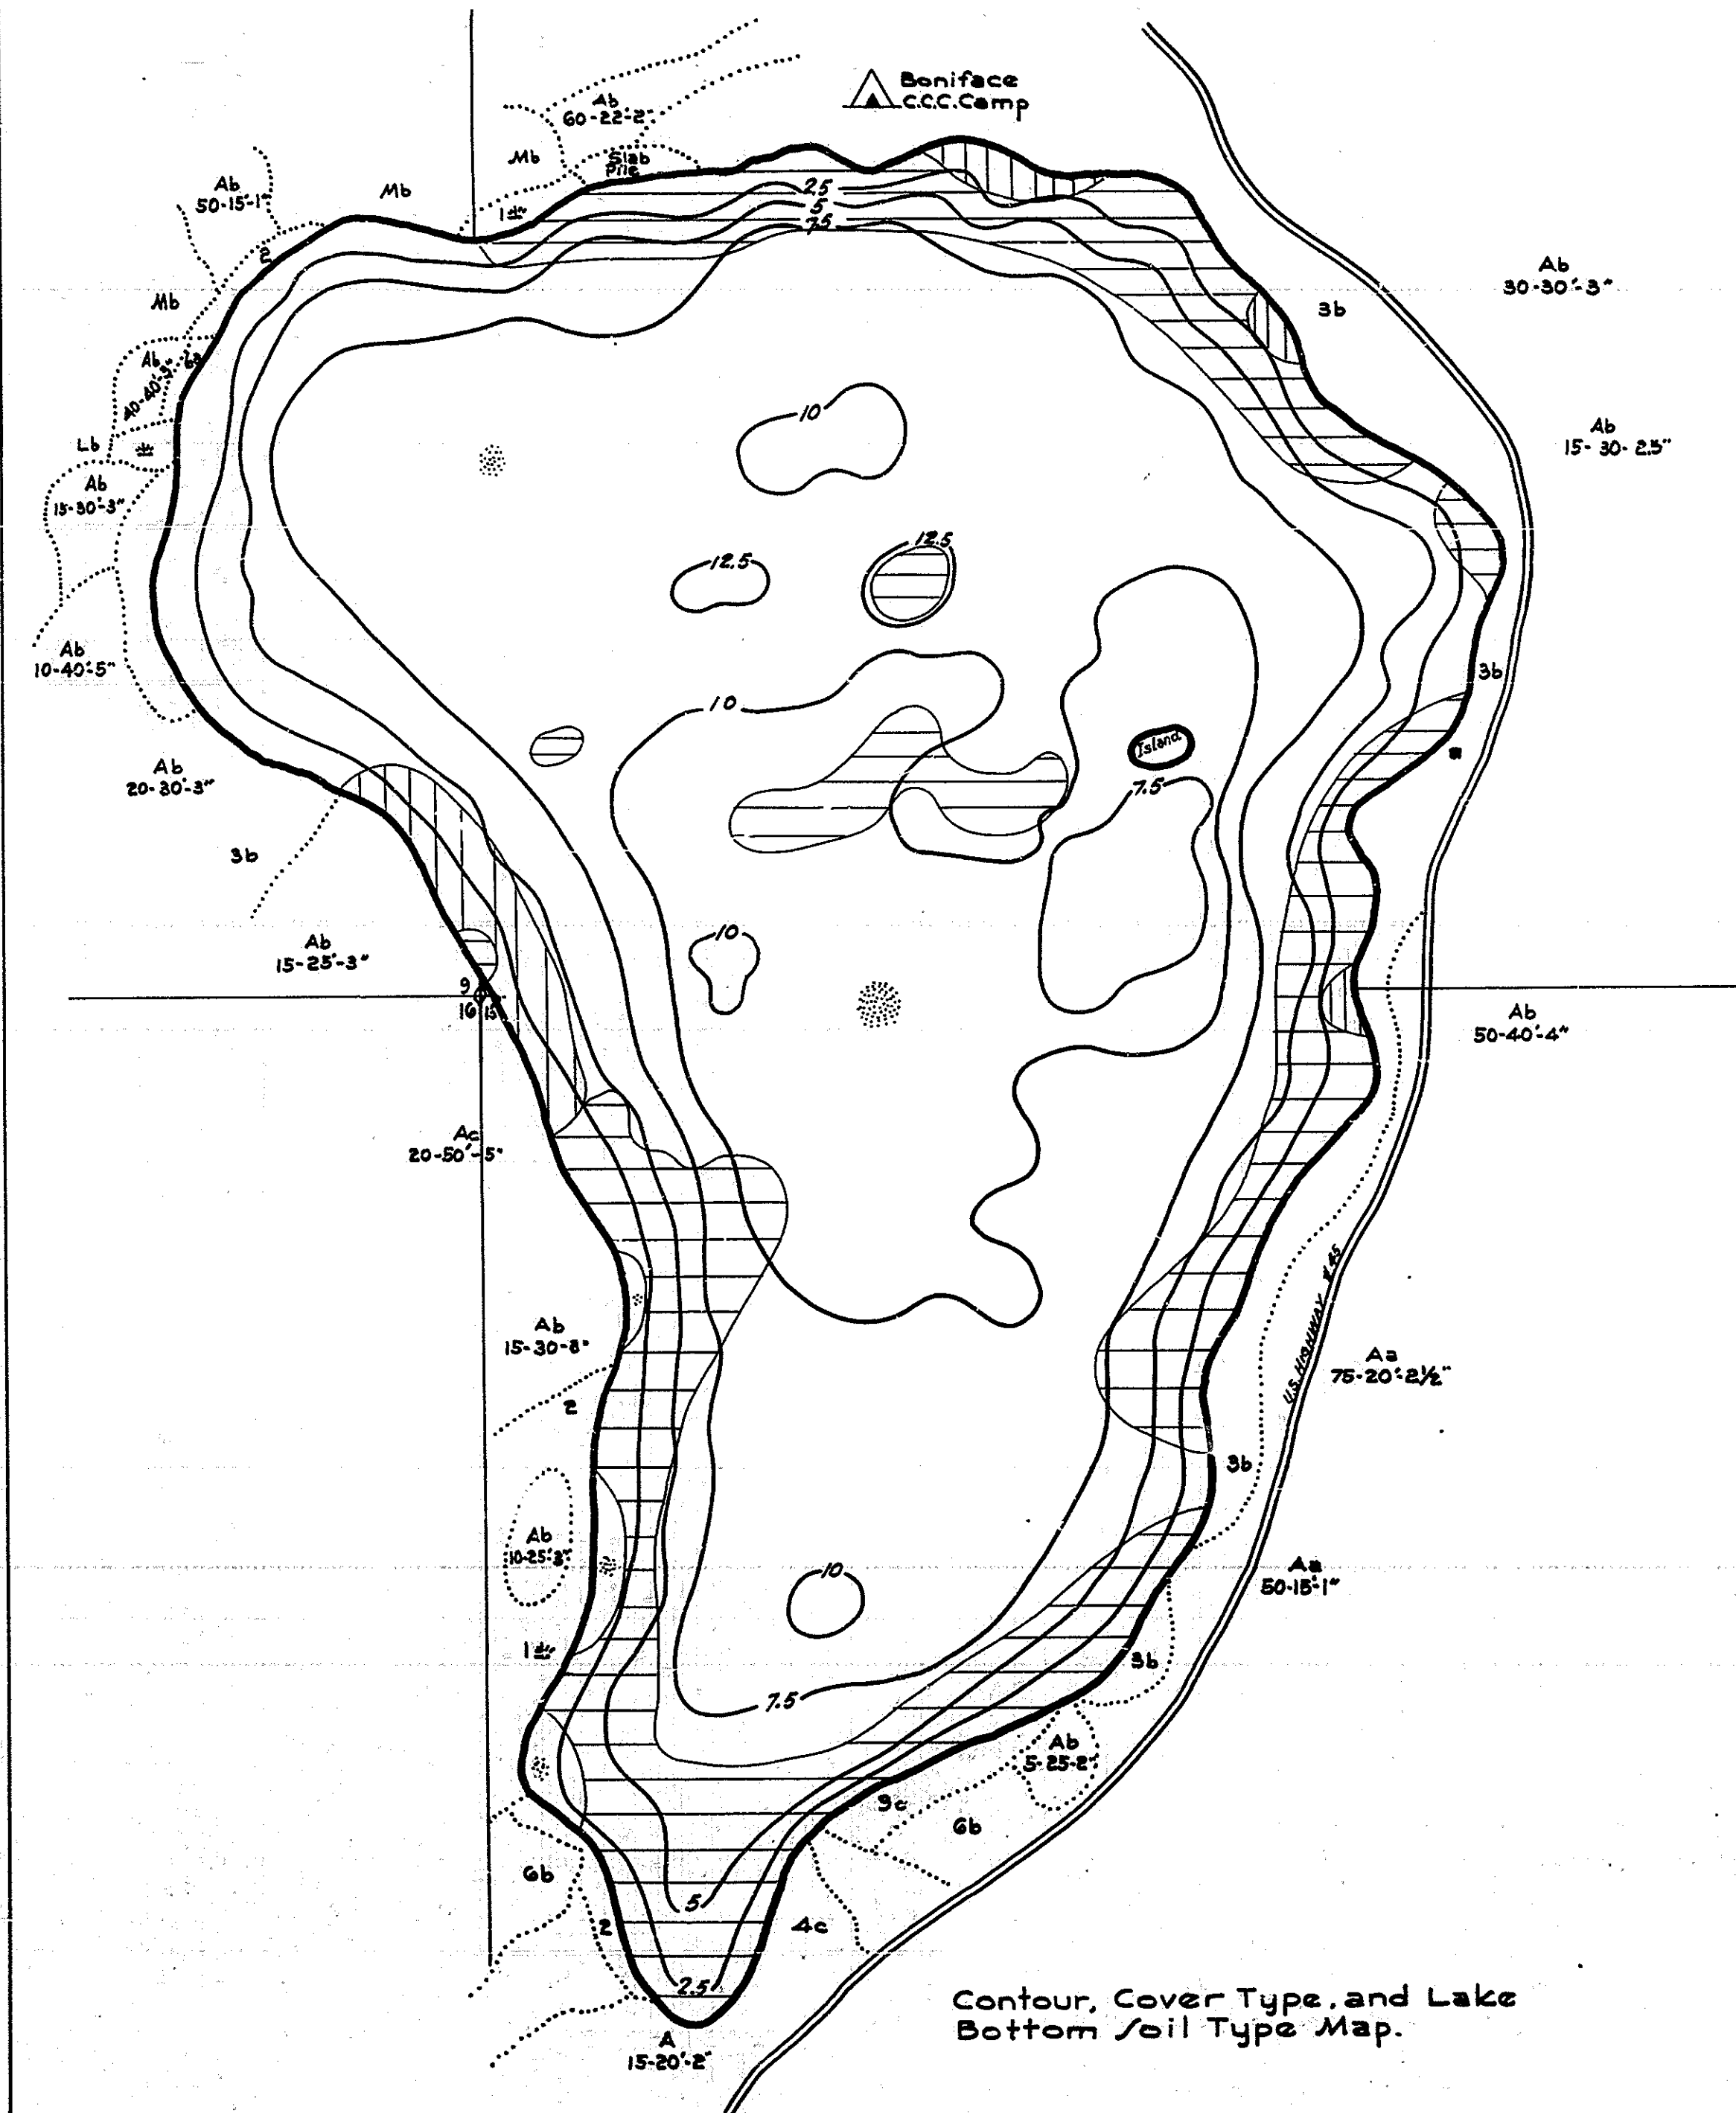 Boniface
C.C.C. Camp
Ab
60-22'-2"
Mb
Slab
Pile
Ab
50-15'-1"
Mb
1
2
2.5
5
7.5
Mb
Ab
30-30'-3"
3b
Ab
40-40'-5"
6a
10
Lb
Ab
15-30-2.5"
Ab
15-30'-3"
12.5
12.5
Ab
10-40'-5"
3b
10
Island
Ab
20-30'-3"
7.5
3b
10
Ab
15-25'-3"
9
16 15
Ab
50-40'-4"
Ac
20-50'-5"
U.S. HIGHWAY #45
Ab
15-30-8"
Aa
75-20'-2½"
2
3b
Ab
10-25'-3"
10
Aa
50-15'-1"
1
3b
7.5
Ab
5-25-2"
9c
6b
6b
5
2
4c
2.5
Contour, Cover Type, and Lake
Bottom Soil Type Map.
A
15-20'-2"